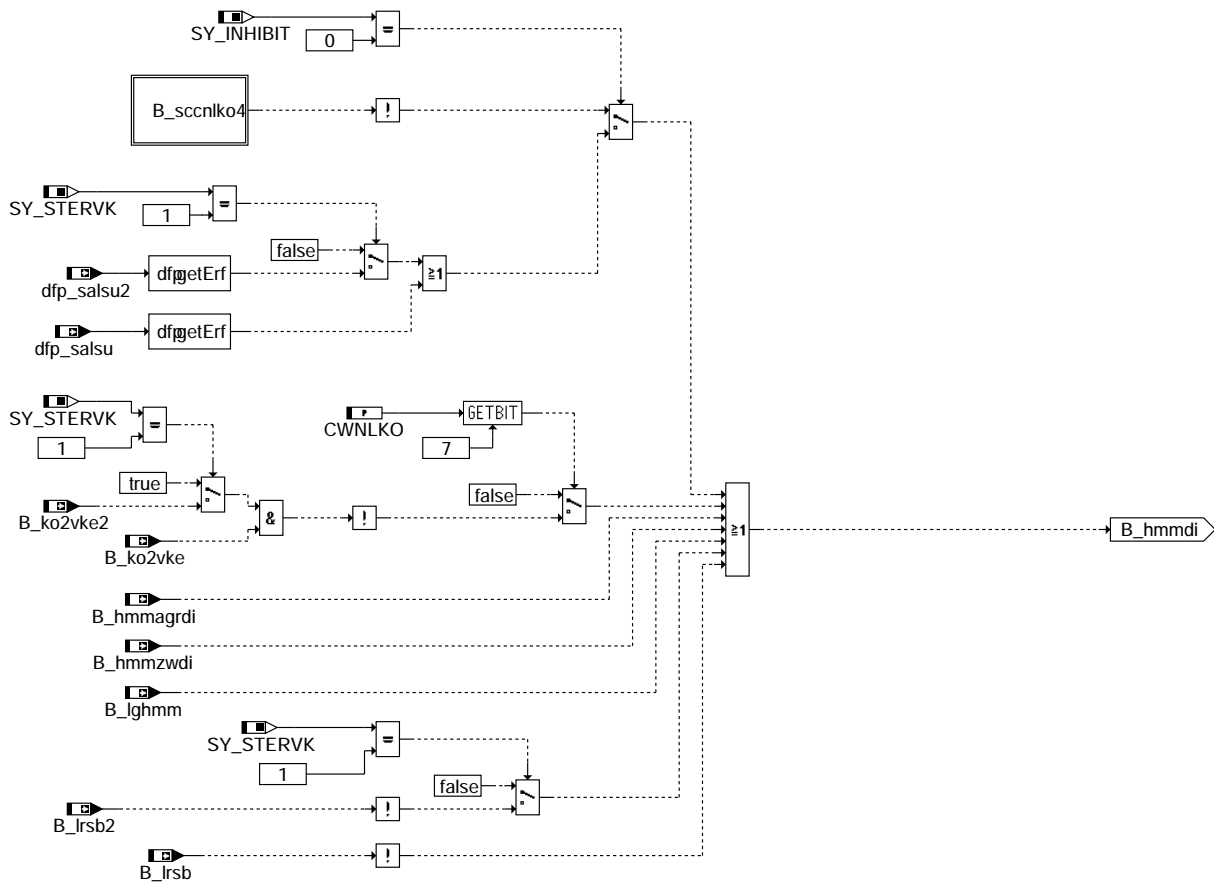 SY_INHIBIT
0
=
B_sccnlko4
!
SY_STERVK
1
=
false
dfp_salsu2
dfpgetErf
≥1
dfp_salsu
dfpgetErf
SY_STERVK
1
=
P
CWNLKO
GETBIT
7
true
false
B_ko2vke2
&
!
B_ko2vke
≥1
B_hmmdi
B_hmmagrdi
B_hmmzwdi
B_lghmm
SY_STERVK
=
1
false
B_lrsb2
!
B_lrsb
!